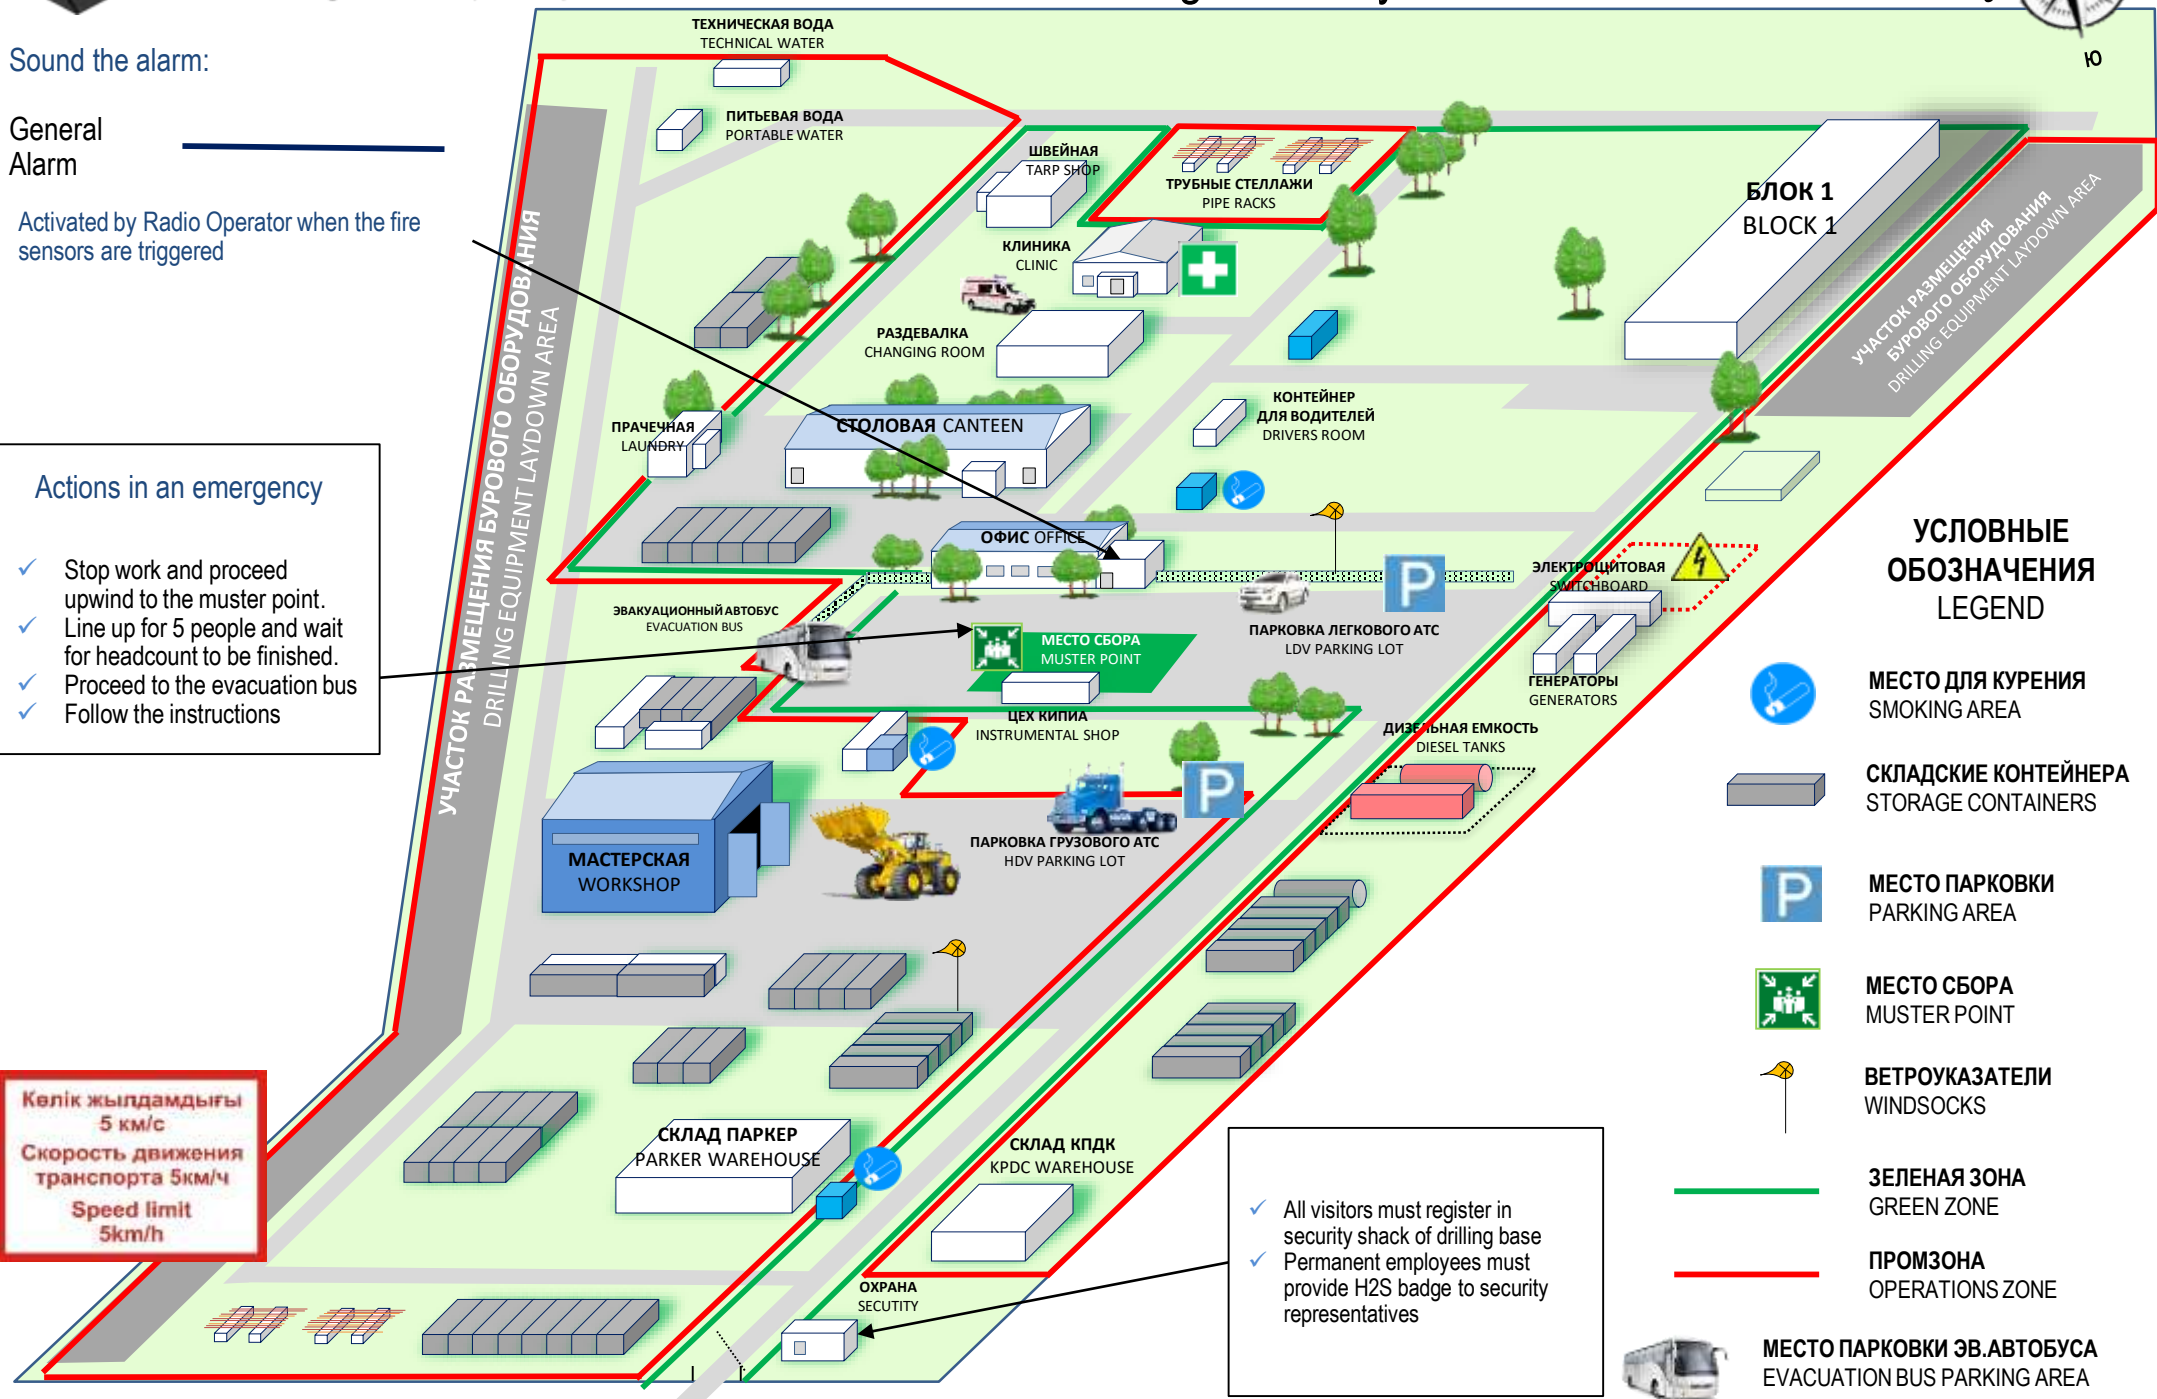 Ю
Sound the alarm:
General
Alarm
Activated by Radio Operator when the fire
sensors are triggered
Actions in an emergency
✓ Stop work and proceed
upwind to the muster point.
✓ Line up for 5 people and wait
for headcount to be finished.
✓ Proceed to the evacuation bus
✓ Follow the instructions
Көлік жылдамдығы
5 км/с
Скорость движения
транспорта 5км/ч
Speed limit
5km/h
ТЕХНИЧЕСКАЯ ВОДА
TECHNICAL WATER
ПИТЬЕВАЯ ВОДА
PORTABLE WATER
ШВЕЙНАЯ
TARP SHOP
ТРУБНЫЕ СТЕЛЛАЖИ
PIPE RACKS
БЛОК 1
BLOCK 1
УЧАСТОК РАЗМЕЩЕНИЯ
БУРОВОГО ОБОРУДОВАНИЯ
DRILLING EQUIPMENT LAYDOWN AREA
УЧАСТОК РАЗМЕЩЕНИЯ БУРОВОГО ОБОРУДОВАНИЯ
DRILLING EQUIPMENT LAYDOWN AREA
КЛИНИКА
CLINIC
РАЗДЕВАЛКА
CHANGING ROOM
КОНТЕЙНЕР
ДЛЯ ВОДИТЕЛЕЙ
DRIVERS ROOM
ПРАЧЕЧНАЯ
LAUNDRY
СТОЛОВАЯ CANTEEN
ОФИС OFFICE
ЭВАКУАЦИОННЫЙ АВТОБУС
EVACUATION BUS
МЕСТО СБОРА
MUSTER POINT
P
ПАРКОВКА ЛЕГКОВОГО АТС
LDV PARKING LOT
ЭЛЕКТРОЩИТОВАЯ
SWITCHBOARD
ГЕНЕРАТОРЫ
GENERATORS
ЦЕХ КИПИА
INSTRUMENTAL SHOP
ДИЗЕЛЬНАЯ ЕМКОСТЬ
DIESEL TANKS
P
ПАРКОВКА ГРУЗОВОГО АТС
HDV PARKING LOT
МАСТЕРСКАЯ
WORKSHOP
СКЛАД ПАРКЕР
PARKER WAREHOUSE
СКЛАД КПДК
KPDC WAREHOUSE
ОХРАНА
SECUTITY
✓ All visitors must register in
security shack of drilling base
✓ Permanent employees must
provide H2S badge to security
representatives
УСЛОВНЫЕ
ОБОЗНАЧЕНИЯ
LEGEND
МЕСТО ДЛЯ КУРЕНИЯ
SMOKING AREA
СКЛАДСКИЕ КОНТЕЙНЕРА
STORAGE CONTAINERS
P
МЕСТО ПАРКОВКИ
PARKING AREA
МЕСТО СБОРА
MUSTER POINT
ВЕТРОУКАЗАТЕЛИ
WINDSOCKS
ЗЕЛЕНАЯ ЗОНА
GREEN ZONE
ПРОМЗОНА
OPERATIONS ZONE
МЕСТО ПАРКОВКИ ЭВ.АВТОБУСА
EVACUATION BUS PARKING AREA